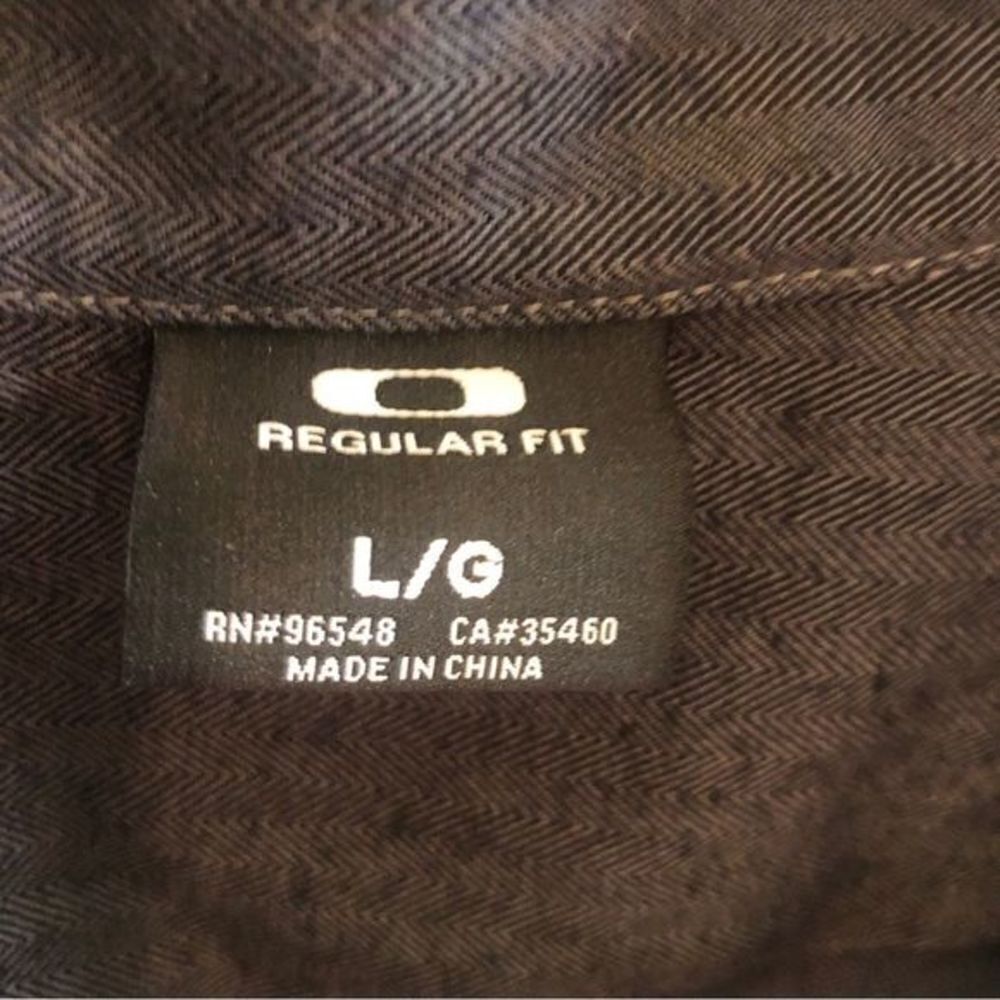 REGULAR FIT
L/G
RN#96548 CA#35460
MADE IN CHINA